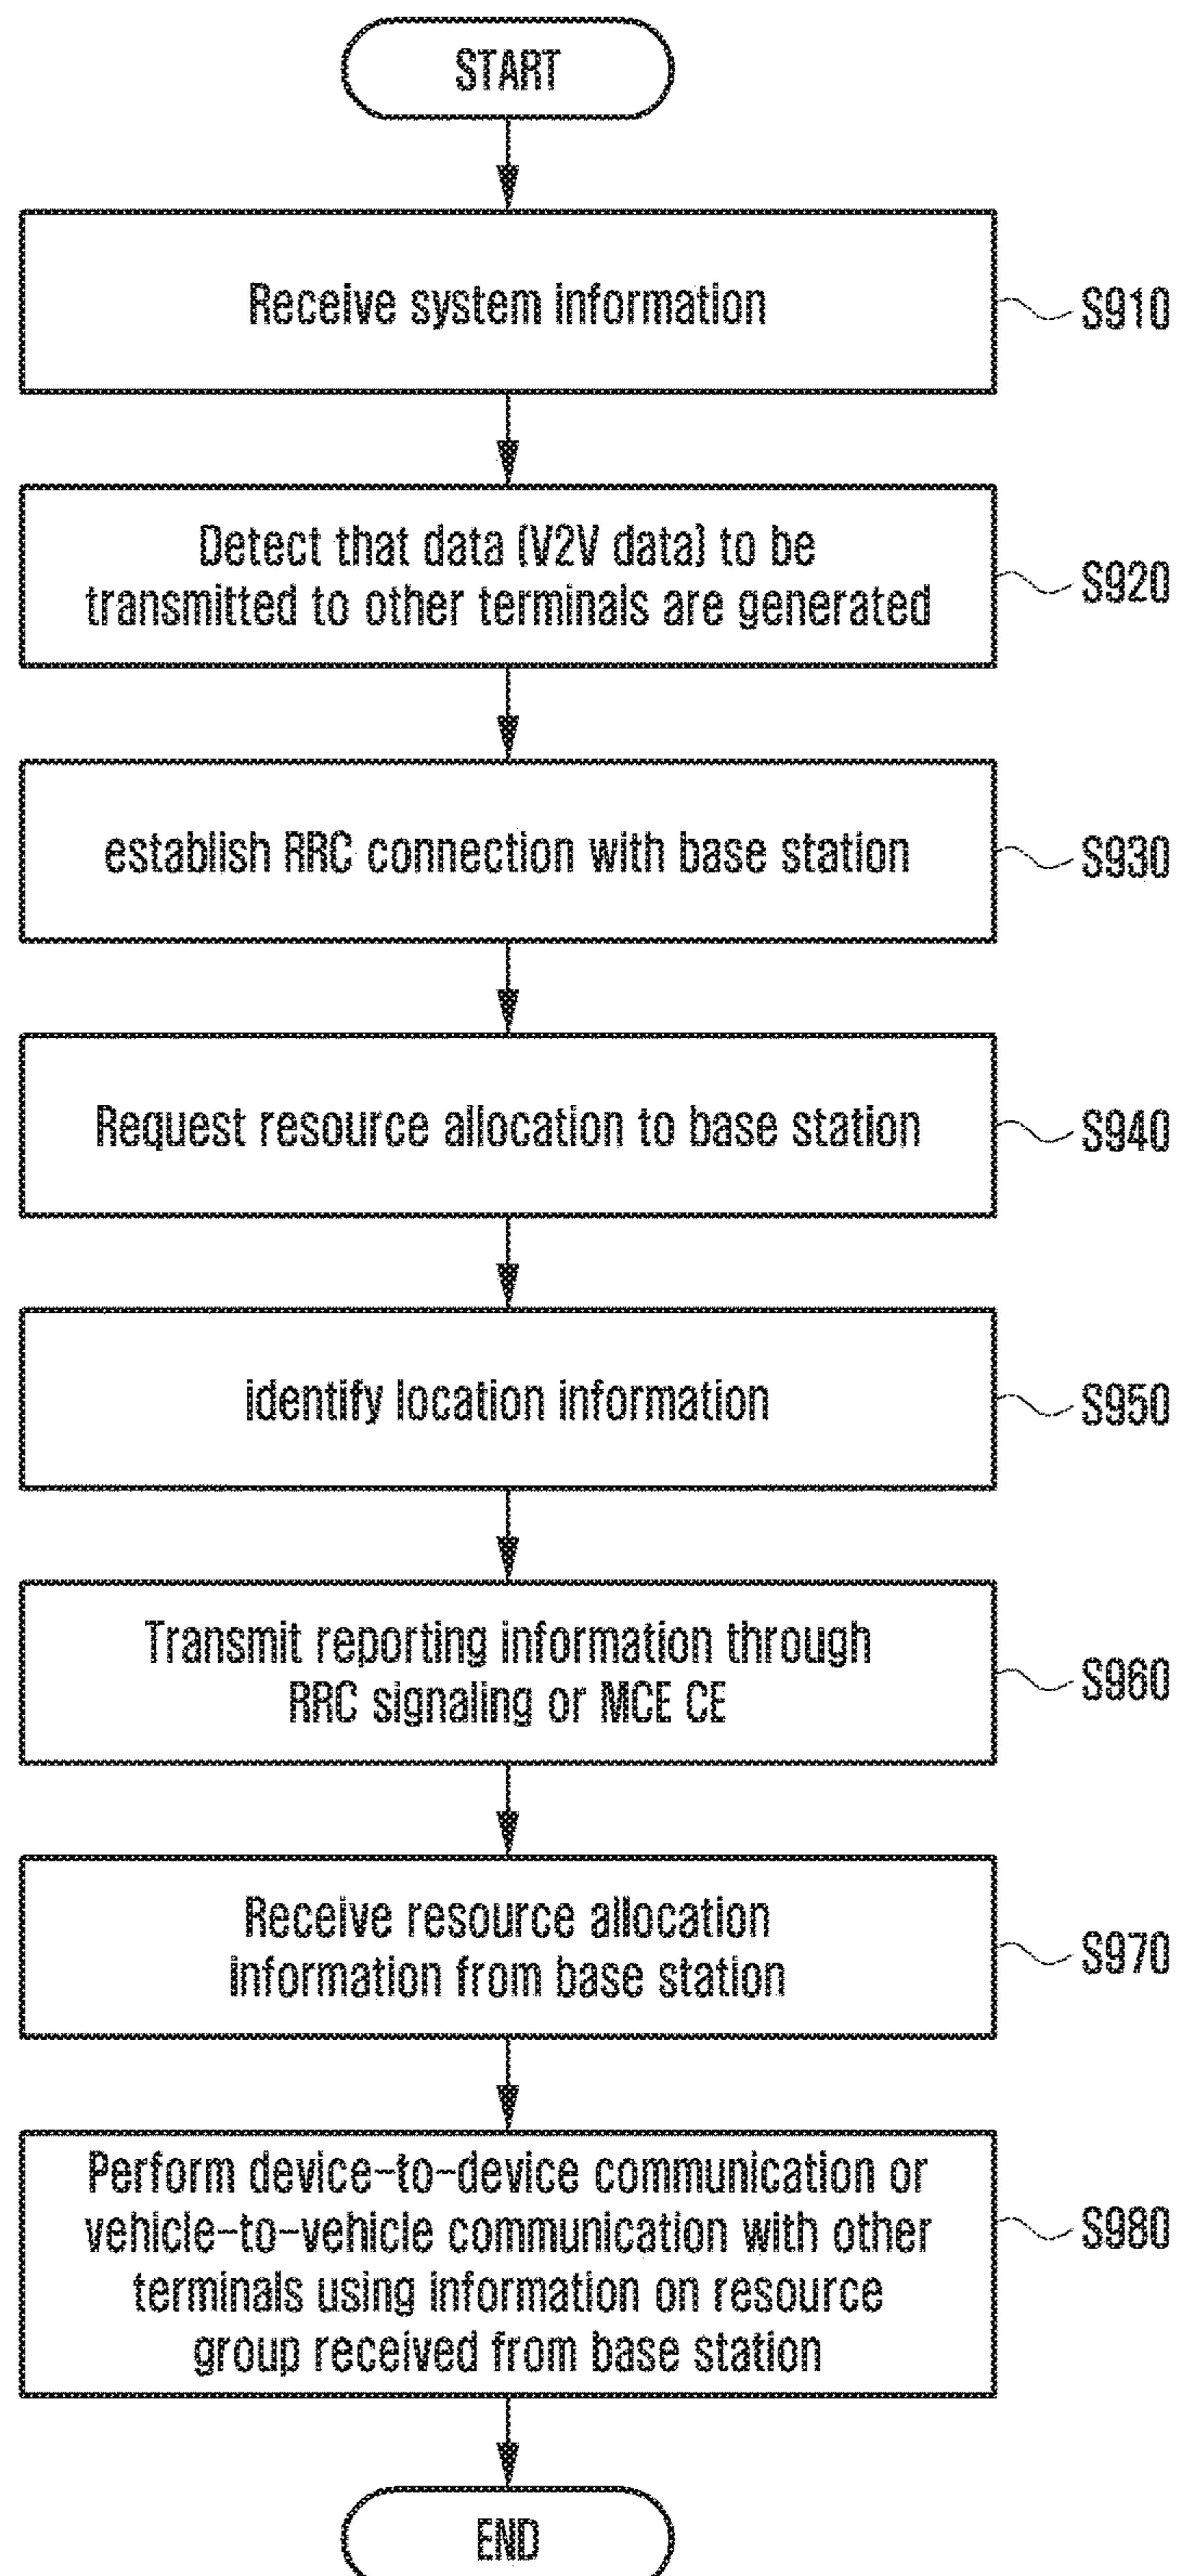 START
Receive system information
S910
Detect that data (V2V data) to be
transmitted to other terminals are generated
S920
establish RRC connection with base station
S930
Request resource allocation to base station
S940
identify location information
S950
Transmit reporting information through
RRC signaling or MCE CE
S960
Receive resource allocation
information from base station
S970
Perform device-to-device communication or
vehicle-to-vehicle communication with other
terminals using information on resource
group received from base station
S980
END